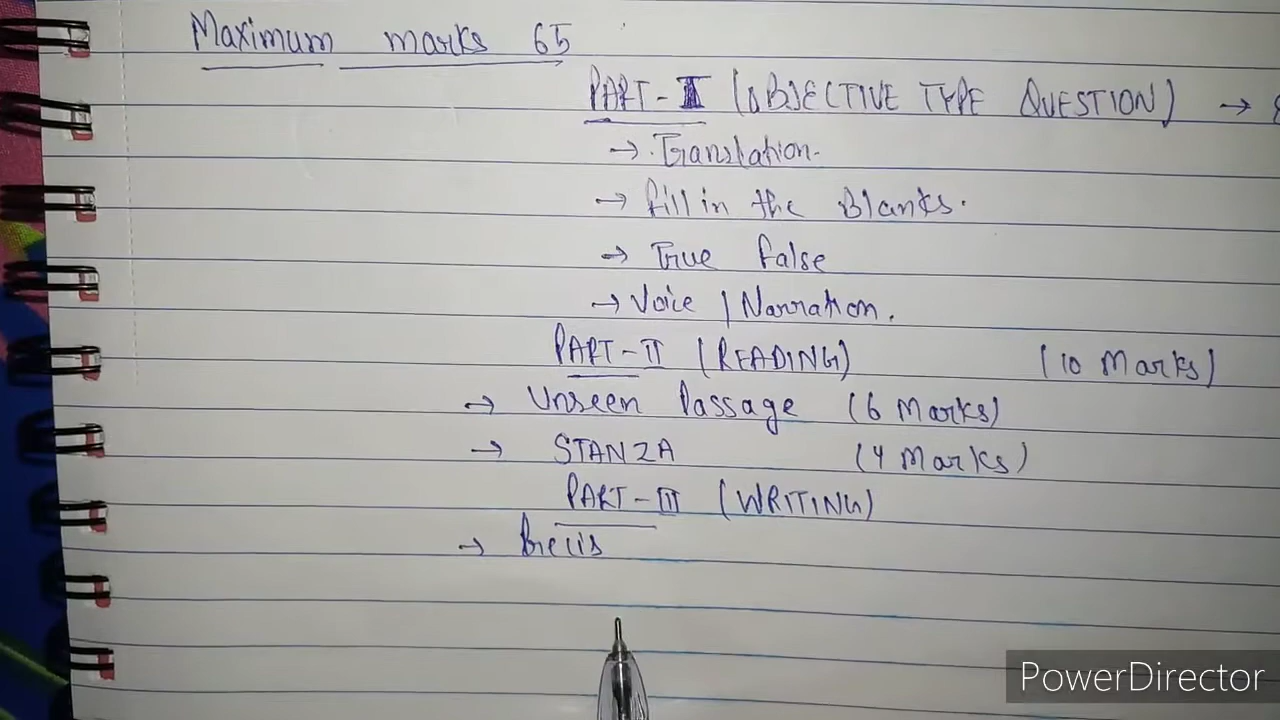 Maximum marks 65
PART-I (OBJECTIVE TYPE QUESTION) →
→ Translation.
→ fill in the Blanks.
→ True false
→ Voice | Narration.
PART-II (READING) (10 Marks)
→ Unseen Passage (6 Marks)
→ STANZA (4 Marks)
PART-III (WRITING)
→ Precis
PowerDirector